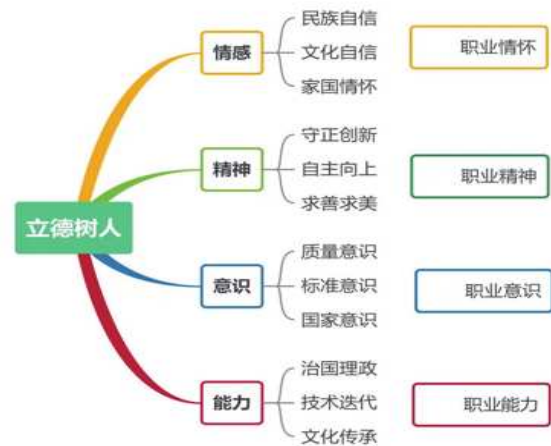 立德树人
情感
民族自信
文化自信
家国情怀
职业情怀
精神
守正创新
自主向上
求善求美
职业精神
意识
质量意识
标准意识
国家意识
职业意识
能力
治国理政
技术迭代
文化传承
职业能力